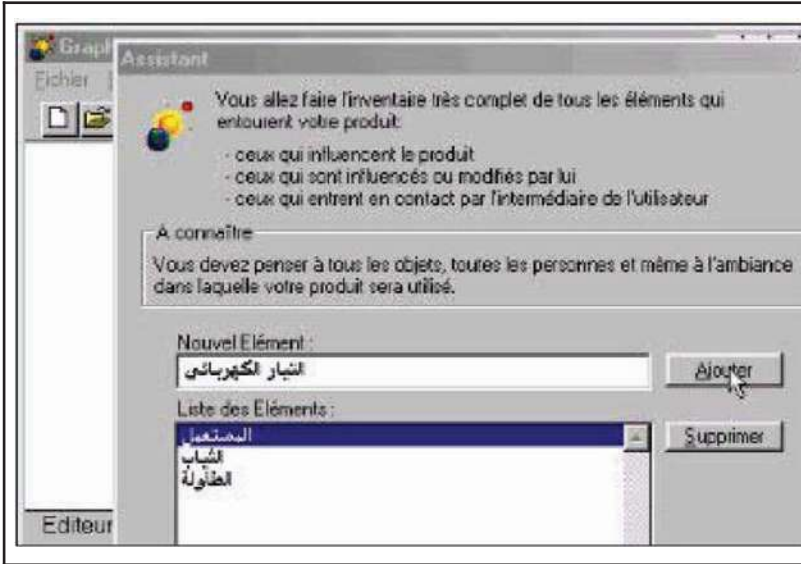 Graph
Assistant
Fichier
Vous allez faire l'inventaire très complet de tous les éléments qui
entourent votre produit:
- ceux qui influencent le produit
- ceux qui sont influencés ou modifiés par lui
- ceux qui entrent en contact par l'intermédiaire de l'utilisateur
A connaître
Vous devez penser à tous les objets, toutes les personnes et même à l'ambiance
dans laquelle votre produit sera utilisé.
Nouvel Elément :
التيار الكهربائي
Ajouter
Liste des Eléments :
المستعمل
الشباب
الطاولة
Supprimer
Editeur